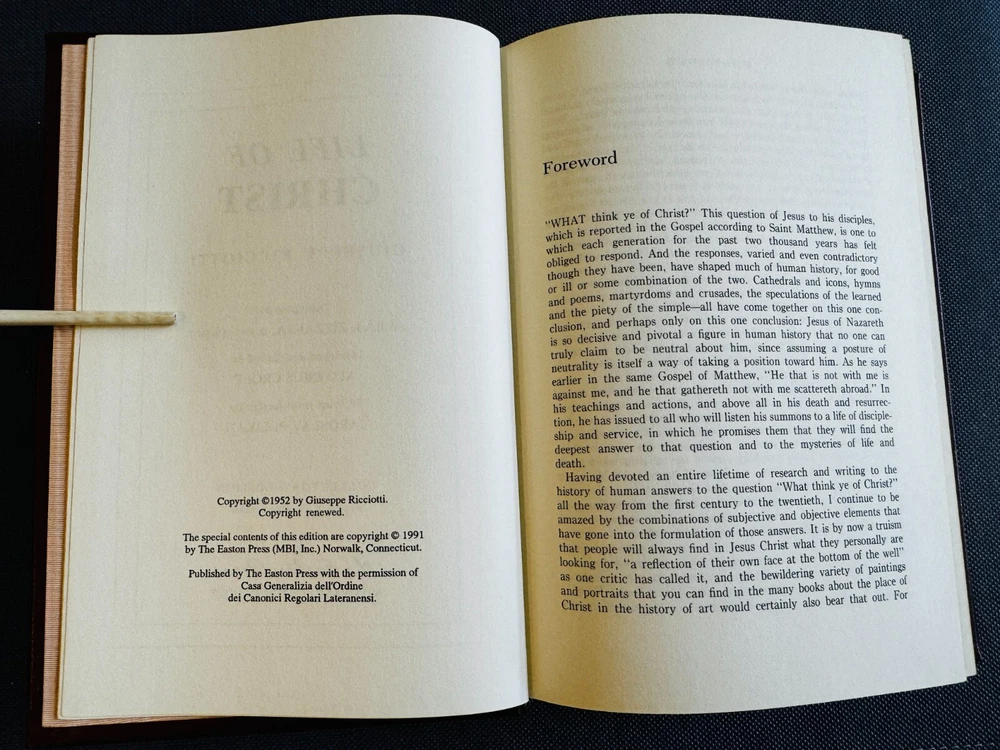 Copyright ©1952 by Giuseppe Ricciotti.
Copyright renewed.
The special contents of this edition are copyright © 1991
by The Easton Press (MBI, Inc.) Norwalk, Connecticut.
Published by The Easton Press with the permission of
Casa Generalizia dell'Ordine
dei Canonici Regolari Lateranensi.
Foreword
"WHAT think ye of Christ?" This question of Jesus to his disciples,
which is reported in the Gospel according to Saint Matthew, is one to
which each generation for the past two thousand years has felt
obliged to respond. And the responses, varied and even contradictory
though they have been, have shaped much of human history, for good
or ill or some combination of the two. Cathedrals and icons, hymns
and poems, martyrdoms and crusades, the speculations of the learned
and the piety of the simple—all have come together on this one con-
clusion, and perhaps only on this one conclusion: Jesus of Nazareth
is so decisive and pivotal a figure in human history that no one can
truly claim to be neutral about him, since assuming a posture of
neutrality is itself a way of taking a position toward him. As he says
earlier in the same Gospel of Matthew, "He that is not with me is
against me, and he that gathereth not with me scattereth abroad." In
his teachings and actions, and above all in his death and resurrec-
tion, he has issued to all who will listen his summons to a life of disciple-
ship and service, in which he promises them that they will find the
deepest answer to that question and to the mysteries of life and
death.
Having devoted an entire lifetime of research and writing to the
history of human answers to the question "What think ye of Christ?"
all the way from the first century to the twentieth, I continue to be
amazed by the combinations of subjective and objective elements that
have gone into the formulation of those answers. It is by now a truism
that people will always find in Jesus Christ what they personally are
looking for, "a reflection of their own face at the bottom of the well"
as one critic has called it, and the bewildering variety of paintings
and portraits that you can find in the many books about the place of
Christ in the history of art would certainly also bear that out. For